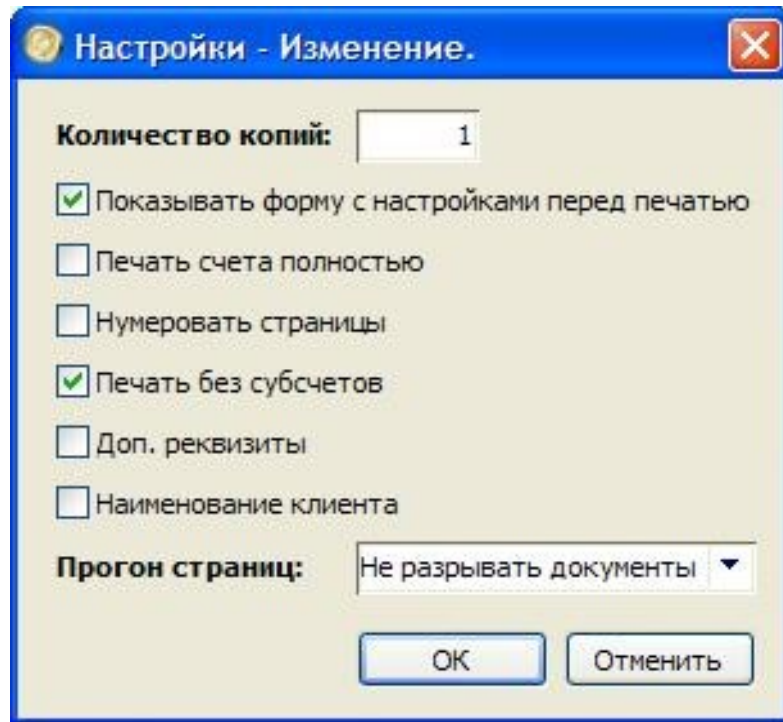 Настройки - Изменение.
Количество копий: 1
Показывать форму с настройками перед печатью
Печать счета полностью
Нумеровать страницы
Печать без субсчетов
Доп. реквизиты
Наименование клиента
Прогон страниц: Не разрывать документы
ОК Отменить